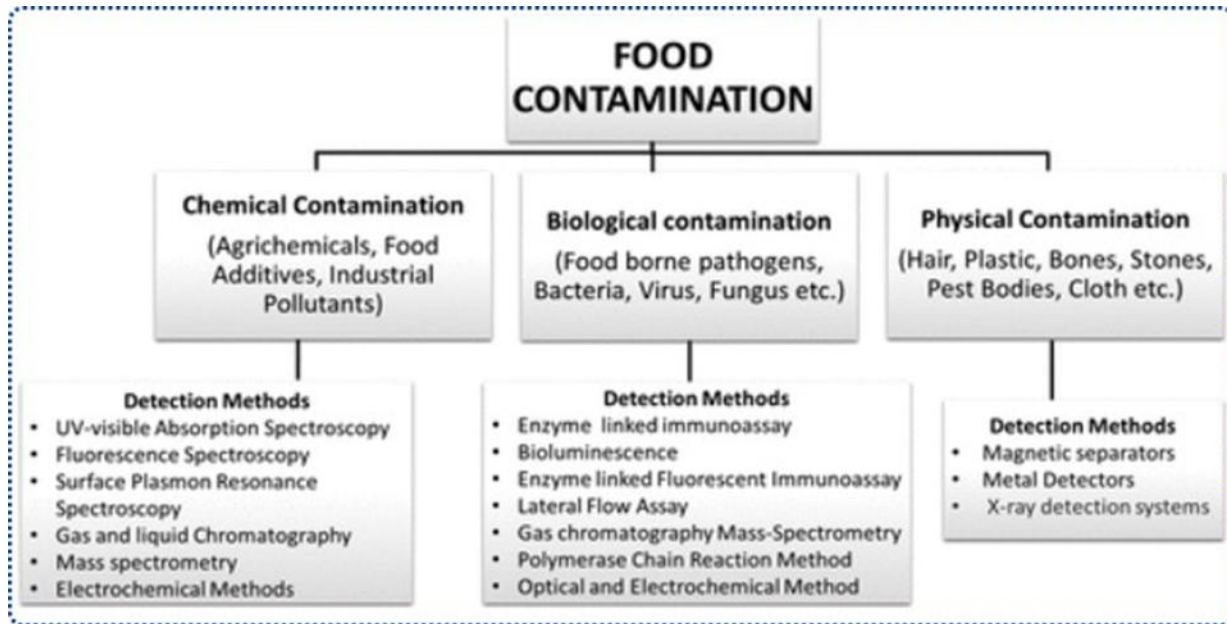 FOOD
CONTAMINATION
Chemical Contamination
(Agrichemicals, Food
Additives, Industrial
Pollutants)
Biological contamination
(Food borne pathogens,
Bacteria, Virus, Fungus etc.)
Physical Contamination
(Hair, Plastic, Bones, Stones,
Pest Bodies, Cloth etc.)
Detection Methods
• UV-visible Absorption Spectroscopy
• Fluorescence Spectroscopy
• Surface Plasmon Resonance
Spectroscopy
• Gas and liquid Chromatography
• Mass spectrometry
• Electrochemical Methods
Detection Methods
• Enzyme linked immunoassay
• Bioluminescence
• Enzyme linked Fluorescent Immunoassay
• Lateral Flow Assay
• Gas chromatography Mass-Spectrometry
• Polymerase Chain Reaction Method
• Optical and Electrochemical Method
Detection Methods
• Magnetic separators
• Metal Detectors
• X-ray detection systems